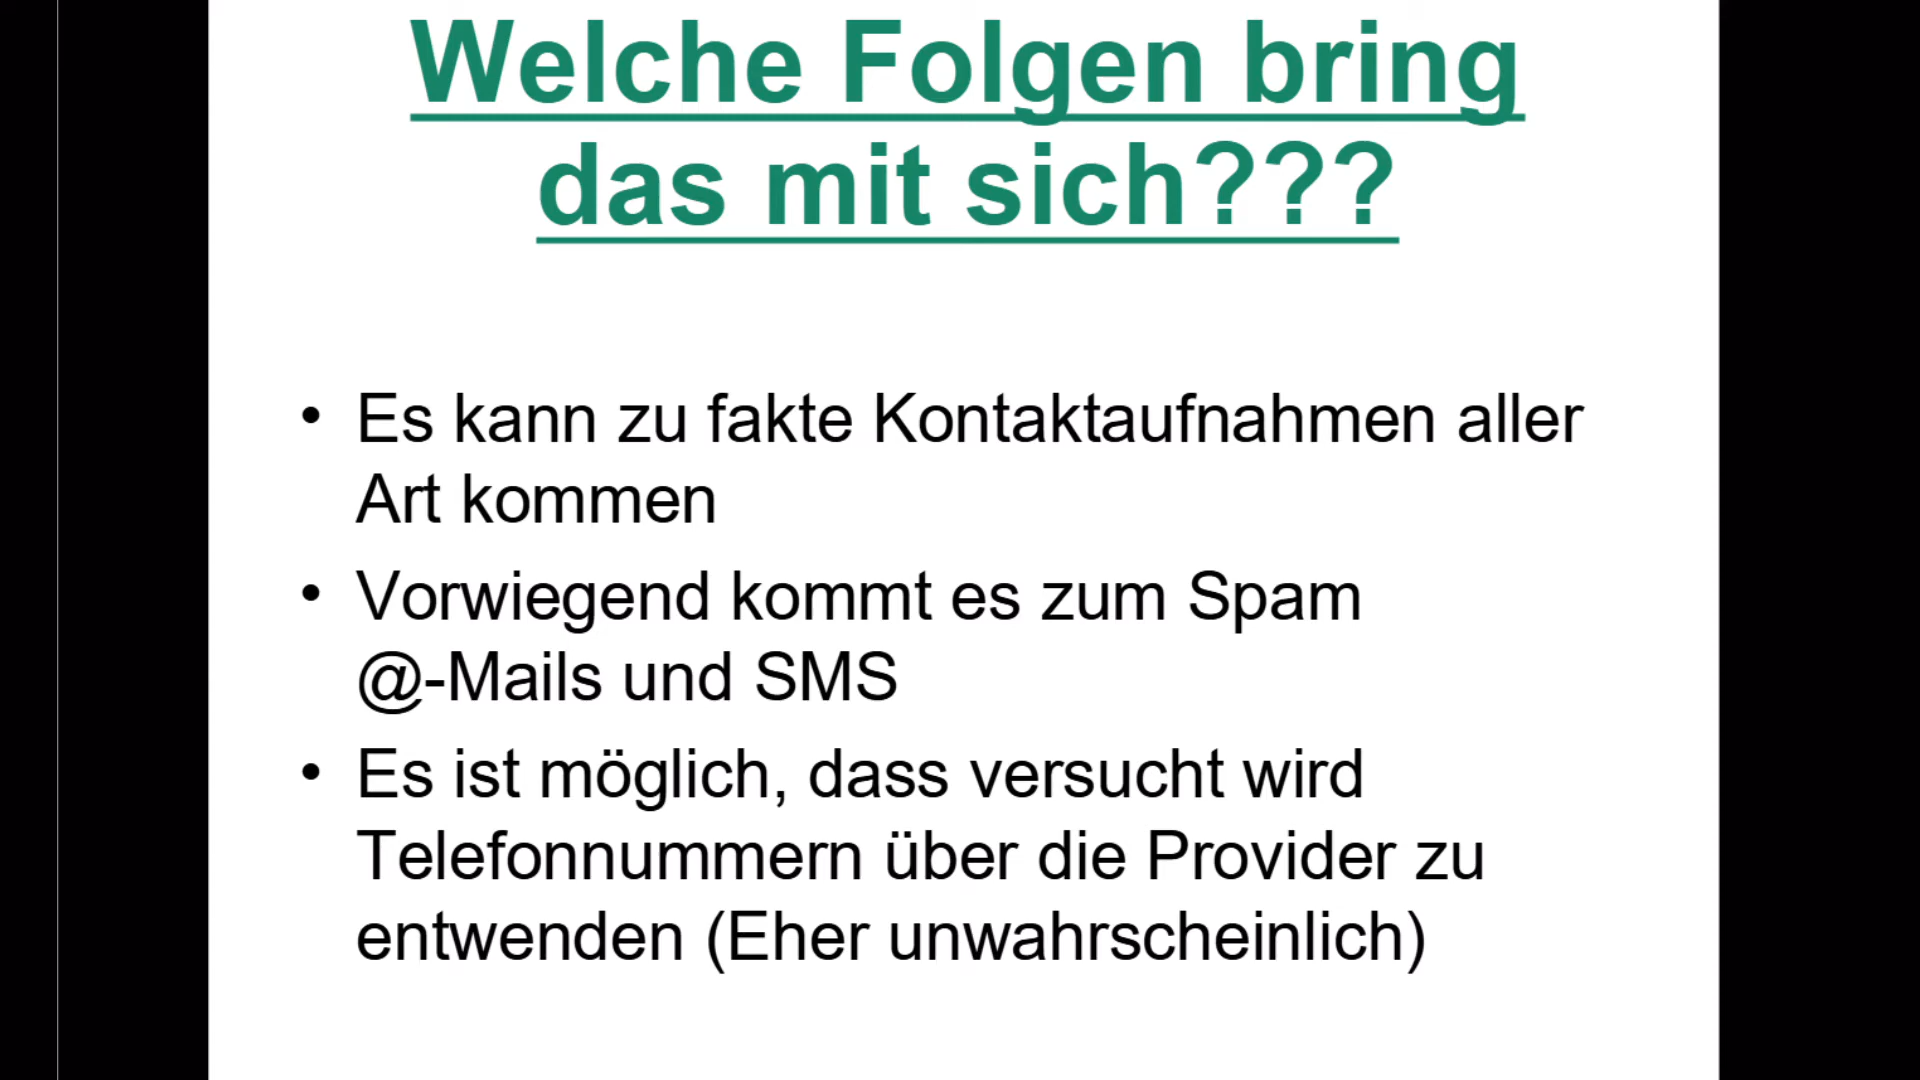 Welche Folgen bring
das mit sich???
• Es kann zu fakte Kontaktaufnahmen aller
Art kommen
• Vorwiegend kommt es zum Spam
@-Mails und SMS
• Es ist möglich, dass versucht wird
Telefonnummern über die Provider zu
entwenden (Eher unwahrscheinlich)